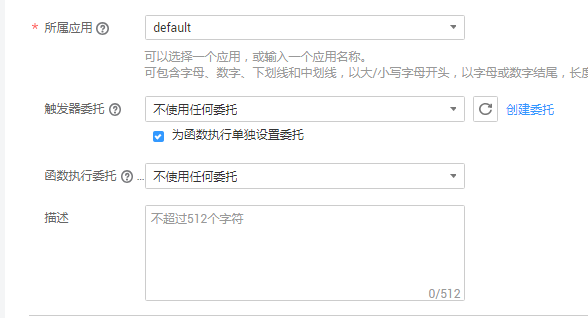 * 所属应用 ? default
可以选择一个应用，或输入一个应用名称。
可包含字母、数字、下划线和中划线，以大/小写字母开头，以字母或数字结尾，长度
触发器委托 ? 不使用任何委托 创建委托
为函数执行单独设置委托
函数执行委托 ? ... 不使用任何委托
描述 不超过512个字符
0/512